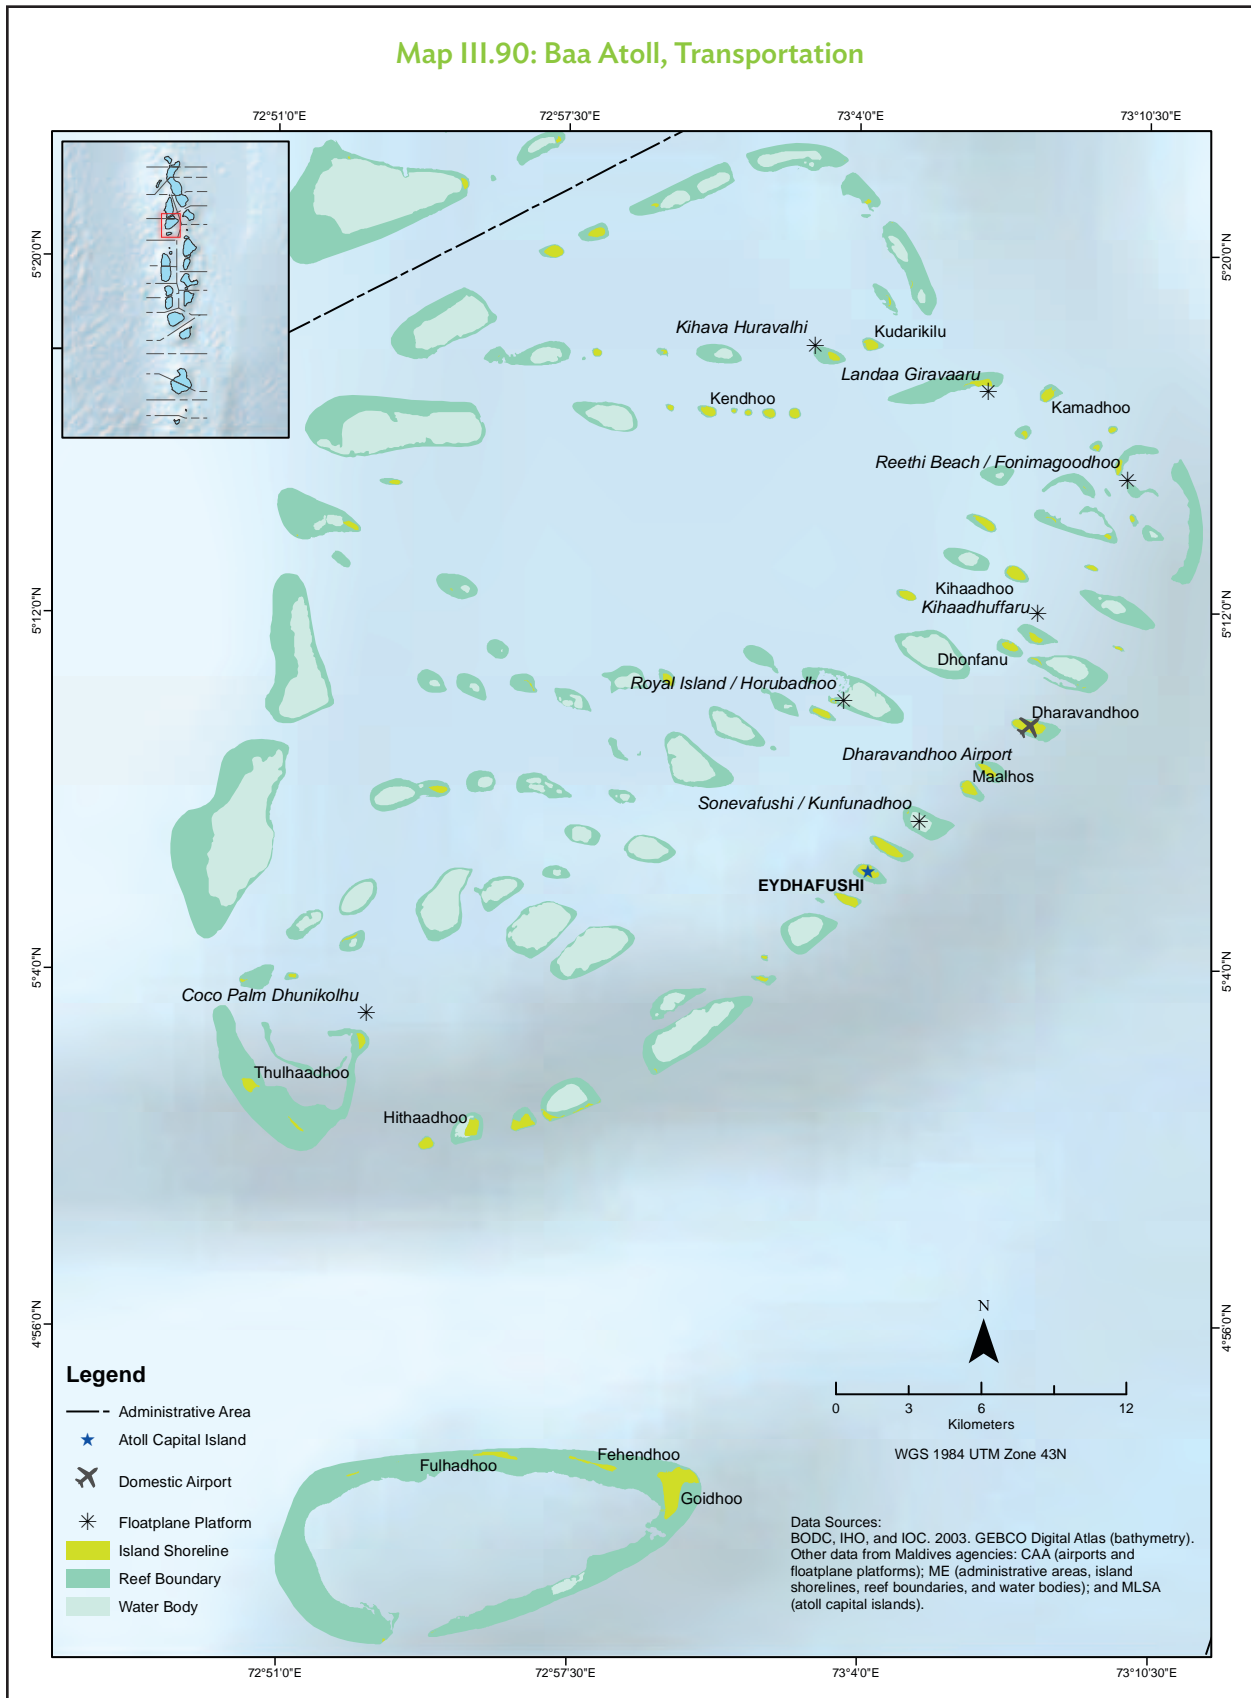 Map III.90: Baa Atoll, Transportation
72°51'0"E
72°57'30"E
73°4'0"E
73°10'30"E
5°20'0"N
5°20'0"N
Kihava Huravalhi
Kudarikilu
Landaa Giravaaru
Kendhoo
Kamadhoo
Reethi Beach / Fonimagoodhoo
Kihaadhoo
5°12'0"N
Kihaadhuffaru
5°12'0"N
Dhonfanu
Royal Island / Horubadhoo
Dharavandhoo
Dharavandhoo Airport
Maalhos
Sonevafushi / Kunfunadhoo
EYDHAFUSHI
5°4'0"N
5°4'0"N
Coco Palm Dhunikolhu
Thulhaadhoo
Hithaadhoo
N
4°56'0"N
4°56'0"N
Legend
Administrative Area
Atoll Capital Island
Domestic Airport
Floatplane Platform
Island Shoreline
Reef Boundary
Water Body
0 3 6 12
Kilometers
WGS 1984 UTM Zone 43N
Fehendhoo
Fulhadhoo
Goidhoo
Data Sources:
BODC, IHO, and IOC. 2003. GEBCO Digital Atlas (bathymetry).
Other data from Maldives agencies: CAA (airports and
floatplane platforms); ME (administrative areas, island
shorelines, reef boundaries, and water bodies); and MLSA
(atoll capital islands).
72°51'0"E
72°57'30"E
73°4'0"E
73°10'30"E